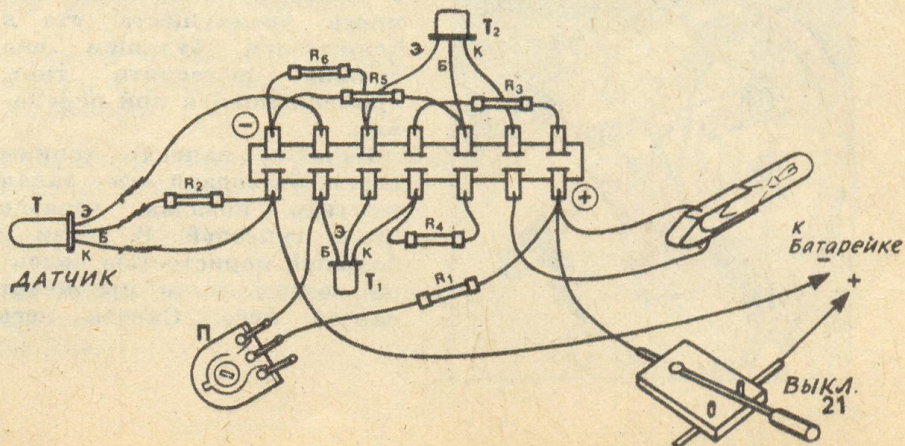 Т₂
Э
Б
К
R₆
R₅
R₃
−
Т
Э
Б
К
R₂
ДАТЧИК
Э
Б
К
Т₁
R₄
R₁
+
К
Батарейке
−
+
П
ВЫКЛ.
21